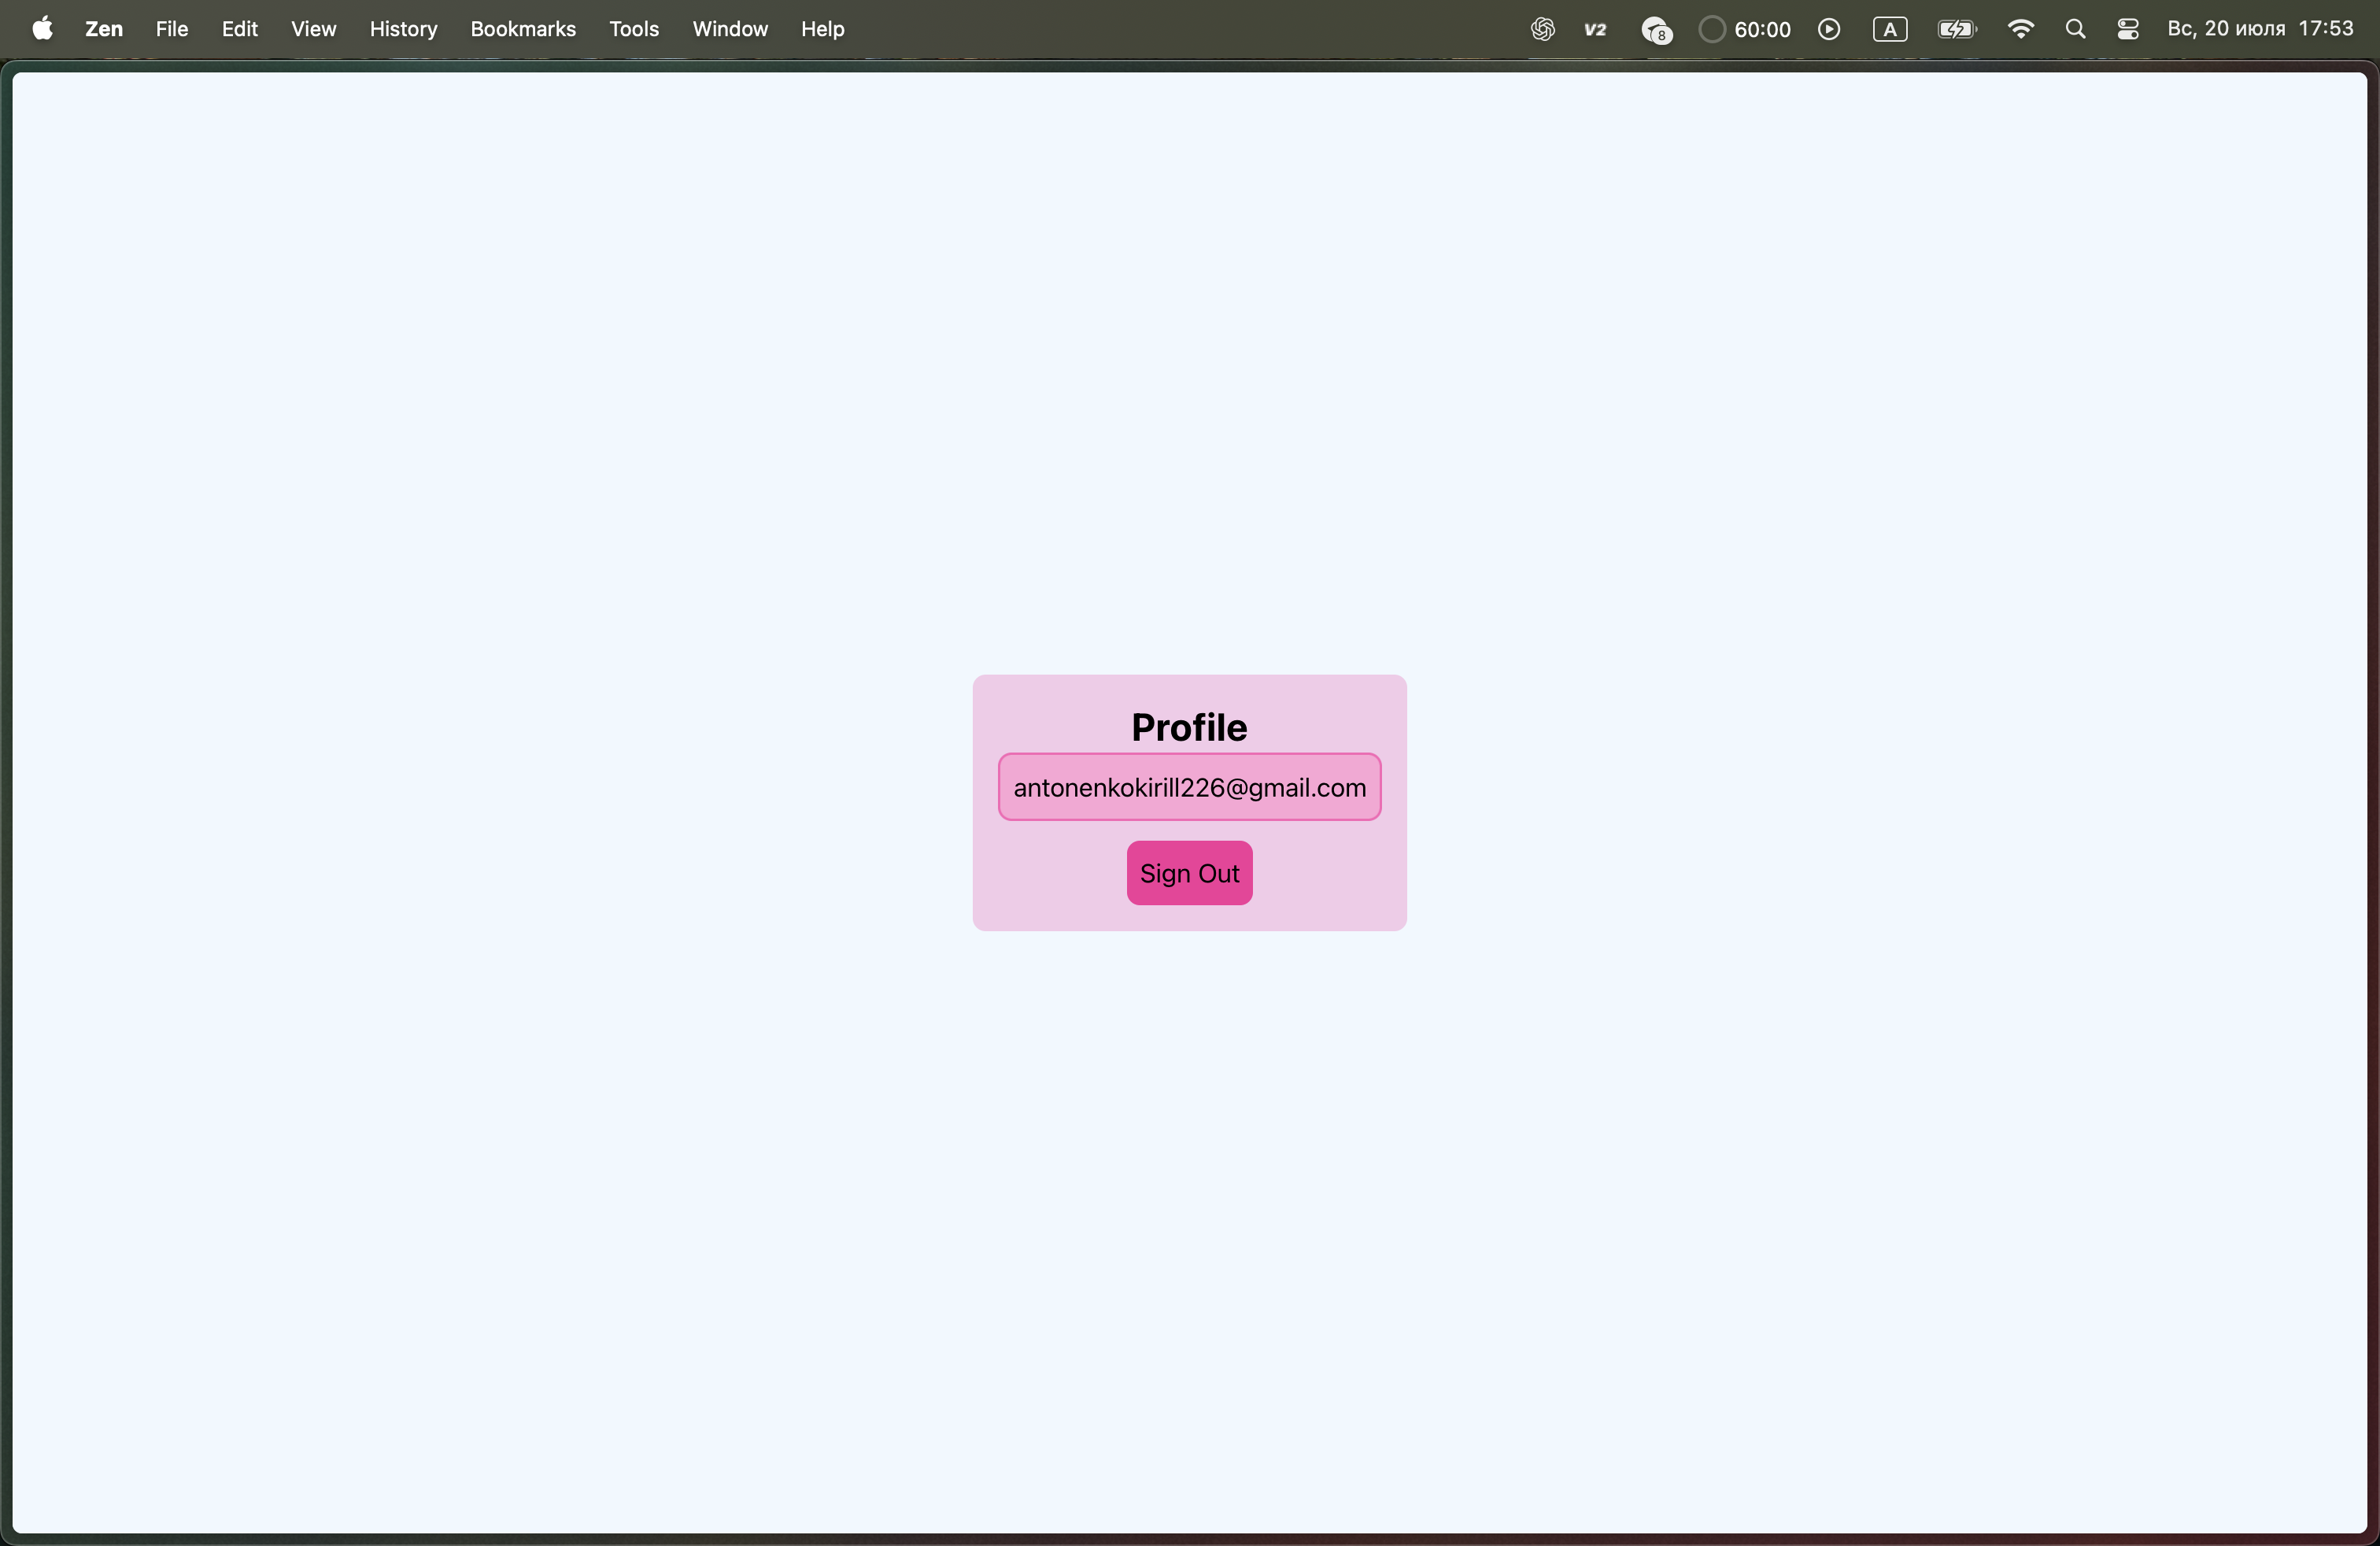 Zen File Edit View History Bookmarks Tools Window Help V2 8 60:00 A Вс, 20 июля 17:53
Profile
antonenkokirill226@gmail.com
Sign Out